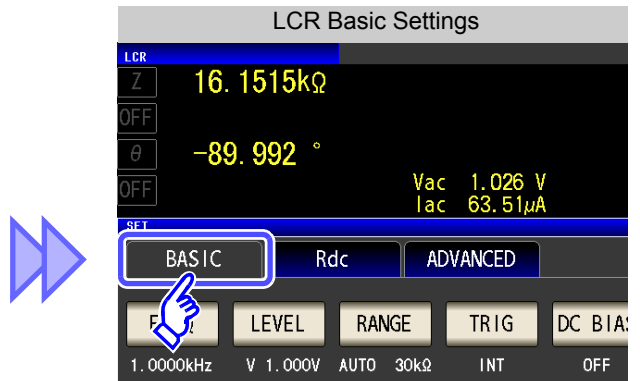 LCR Basic Settings
LCR
Z 16.1515kΩ
OFF
θ -89.992 °
OFF
Vac 1.026 V
Iac 63.51μA
SET
BASIC Rdc ADVANCED
LEVEL RANGE TRIG DC BIAS
1.0000kHz V 1.000V AUTO 30kΩ INT OFF